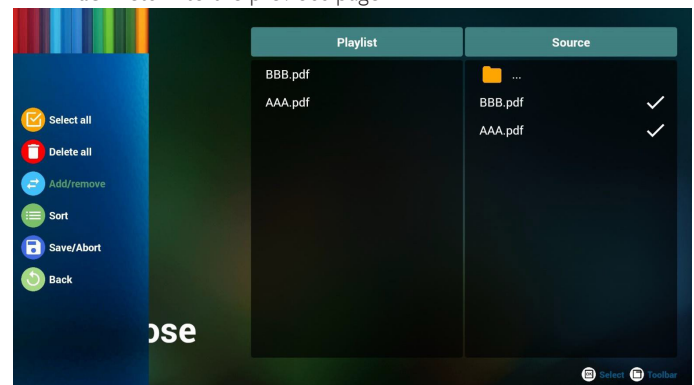 Playlist
Source
BBB.pdf
AAA.pdf
...
BBB.pdf
AAA.pdf
Select all
Delete all
Add/remove
Sort
Save/Abort
Back
ose
Select Toolbar